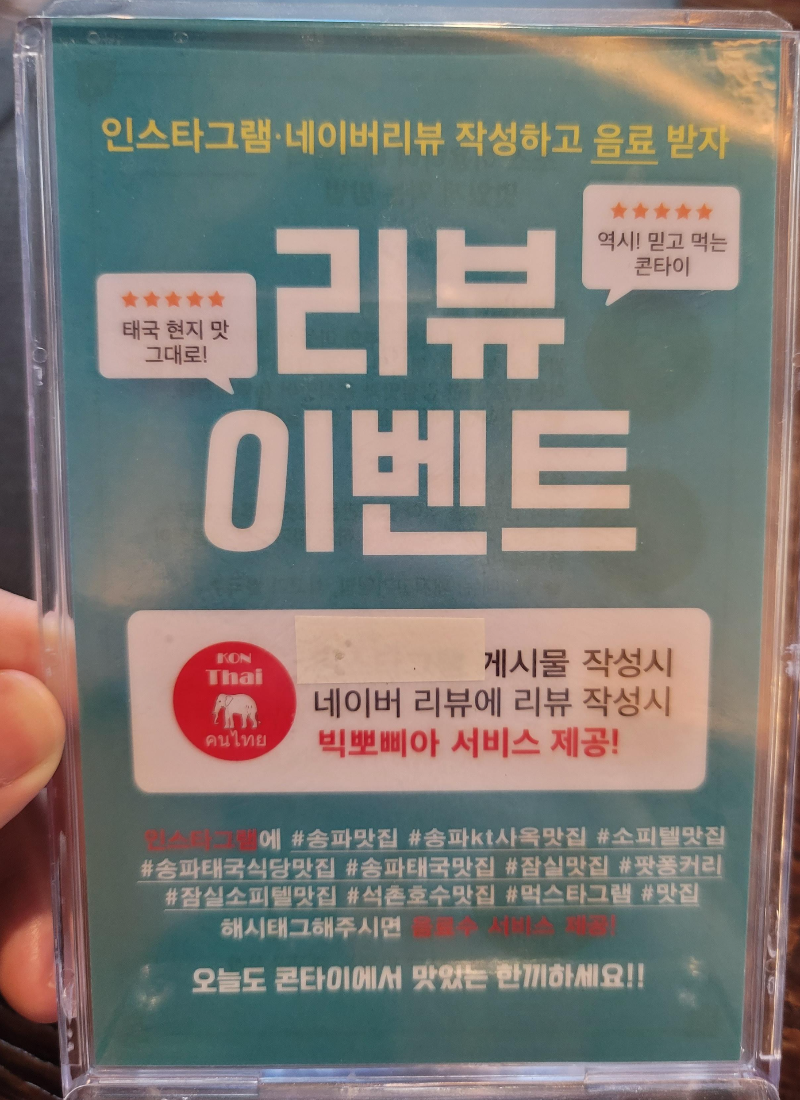 인스타그램·네이버리뷰 작성하고 음료 받자
★★★★★
역시! 믿고 먹는
콘타이
★★★★★
태국 현지 맛
그대로!
리뷰
이벤트
KON
Thai
คนไทย
게시물 작성시
네이버 리뷰에 리뷰 작성시
빅뽀삐아 서비스 제공!
인스타그램에 #송파맛집 #송파kt사옥맛집 #소피텔맛집
#송파태국식당맛집 #송파태국맛집 #잠실맛집 #팟퐁커리
#잠실소피텔맛집 #석촌호수맛집 #먹스타그램 #맛집
해시태그해주시면 음료수 서비스 제공!
오늘도 콘타이에서 맛있는 한끼하세요!!